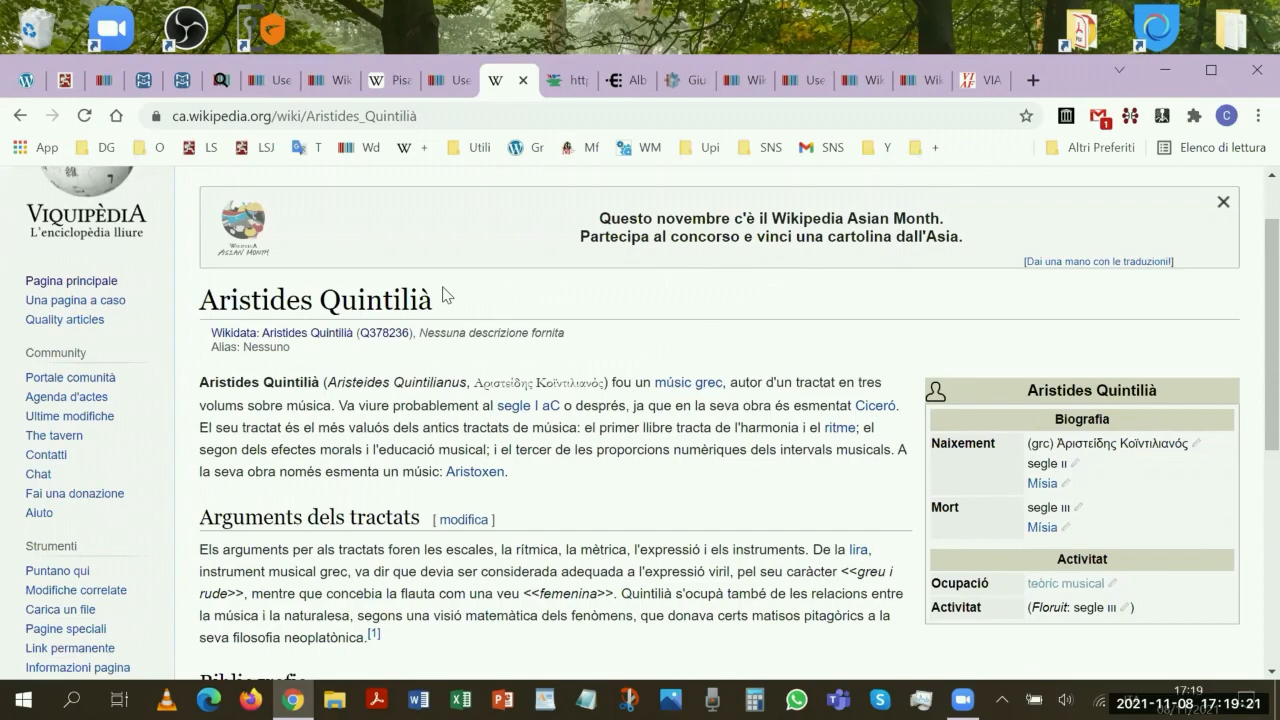 Use
Wik
Pisa
Use
W
http
Alb
Giu
Wik
Use
Wik
Wik
VIA
ca.wikipedia.org/wiki/Aristides_Quintilià
1
C
App
DG
O
LS
LSJ
T
Wd
+
Utili
Gr
Mf
WM
Upi
SNS
SNS
Y
+
Altri Preferiti
Elenco di lettura
VIQUIPÈDIA
L'enciclopèdia lliure
Pagina principale
Una pagina a caso
Quality articles
Community
Portale comunità
Agenda d'actes
Ultime modifiche
The tavern
Contatti
Chat
Fai una donazione
Aiuto
Strumenti
Puntano qui
Modifiche correlate
Carica un file
Pagine speciali
Link permanente
Informazioni pagina
WIKIPEDIA
ASIAN MONTH
Questo novembre c'è il Wikipedia Asian Month.
Partecipa al concorso e vinci una cartolina dall'Asia.
[Dai una mano con le traduzioni!]
Aristides Quintilià
Wikidata: Aristides Quintilià (Q378236), Nessuna descrizione fornita
Alias: Nessuno
Aristides Quintilià (Aristeides Quintilianus, Αριστείδης Κοϊντιλιανός) fou un músic grec, autor d'un tractat en tres
volums sobre música. Va viure probablement al segle I aC o després, ja que en la seva obra és esmentat Ciceró.
El seu tractat és el més valuós dels antics tractats de música: el primer llibre tracta de l'harmonia i el ritme; el
segon dels efectes morals i l'educació musical; i el tercer de les proporcions numèriques dels intervals musicals. A
la seva obra només esmenta un músic: Aristoxen.
Arguments dels tractats [ modifica ]
Els arguments per als tractats foren les escales, la rítmica, la mètrica, l'expressió i els instruments. De la lira,
instrument musical grec, va dir que devia ser considerada adequada a l'expressió viril, pel seu caràcter <<greu i
rude>>, mentre que concebia la flauta com una veu <<femenina>>. Quintilià s'ocupà també de les relacions entre
la música i la naturalesa, segons una visió matemàtica dels fenòmens, que donava certs matisos pitagòrics a la
seva filosofia neoplatònica.[1]
Bibliografia
Aristides Quintilià
Biografia
Naixement (grc) Ἀριστείδης Κοϊντιλιανός
segle II
Mísia
Mort segle III
Mísia
Activitat
Ocupació teòric musical
Activitat (Floruit: segle III)
17:19
2021-11-08 17:19:21